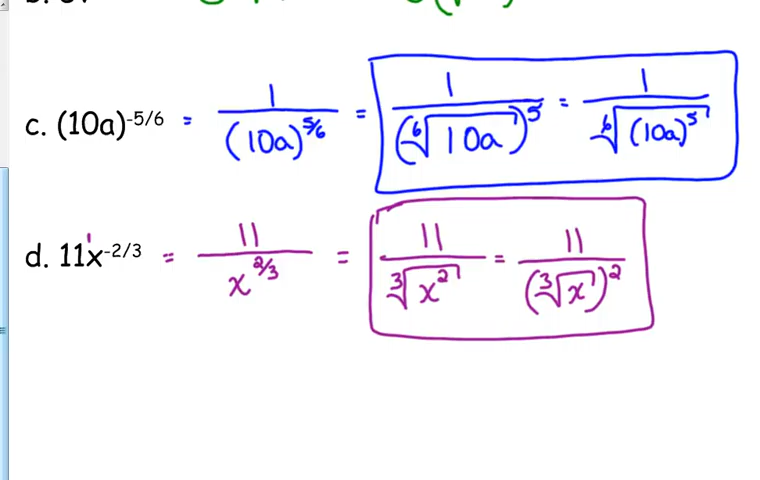 c. (10a)^-5/6 = 1/(10a)^5/6 = 1/(⁶√10a)^5 = 1/⁶√(10a)^5
d. 11x^-2/3 = 11/x^2/3 = 11/³√x^2 = 11/(³√x)^2